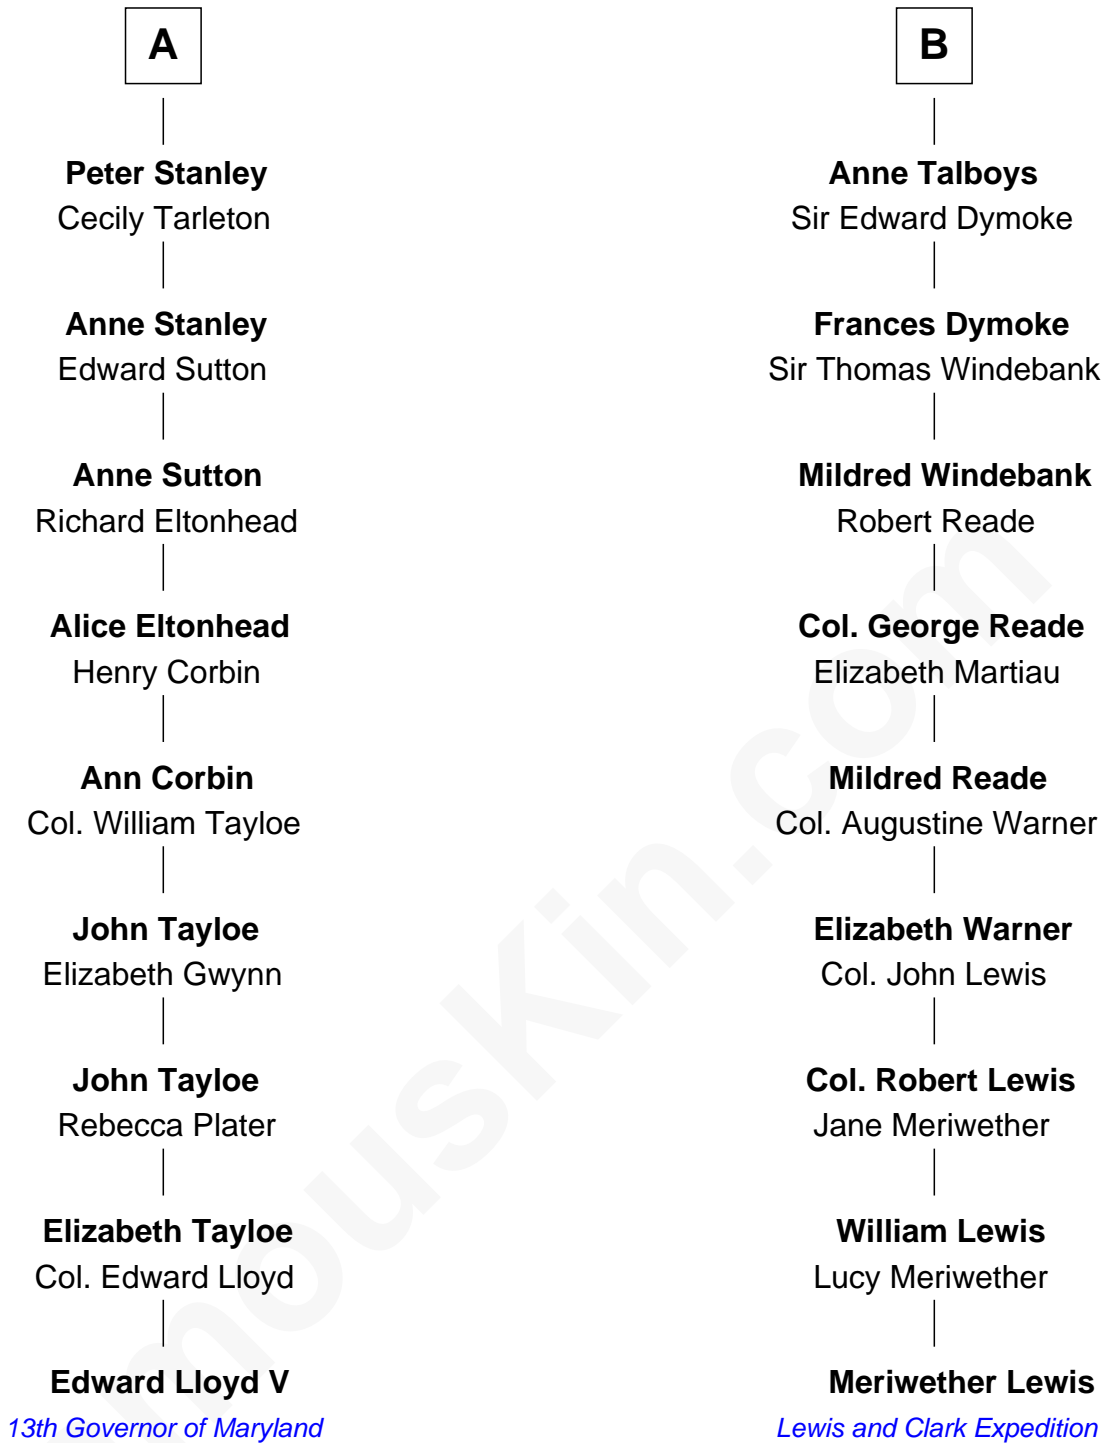 A
Peter Stanley
Cecily Tarleton
Anne Stanley
Edward Sutton
Anne Sutton
Richard Eltonhead
Alice Eltonhead
Henry Corbin
Ann Corbin
Col. William Tayloe
John Tayloe
Elizabeth Gwynn
John Tayloe
Rebecca Plater
Elizabeth Tayloe
Col. Edward Lloyd
Edward Lloyd V
13th Governor of Maryland
B
Anne Talboys
Sir Edward Dymoke
Frances Dymoke
Sir Thomas Windebank
Mildred Windebank
Robert Reade
Col. George Reade
Elizabeth Martiau
Mildred Reade
Col. Augustine Warner
Elizabeth Warner
Col. John Lewis
Col. Robert Lewis
Jane Meriwether
William Lewis
Lucy Meriwether
Meriwether Lewis
Lewis and Clark Expedition
mousKin.com